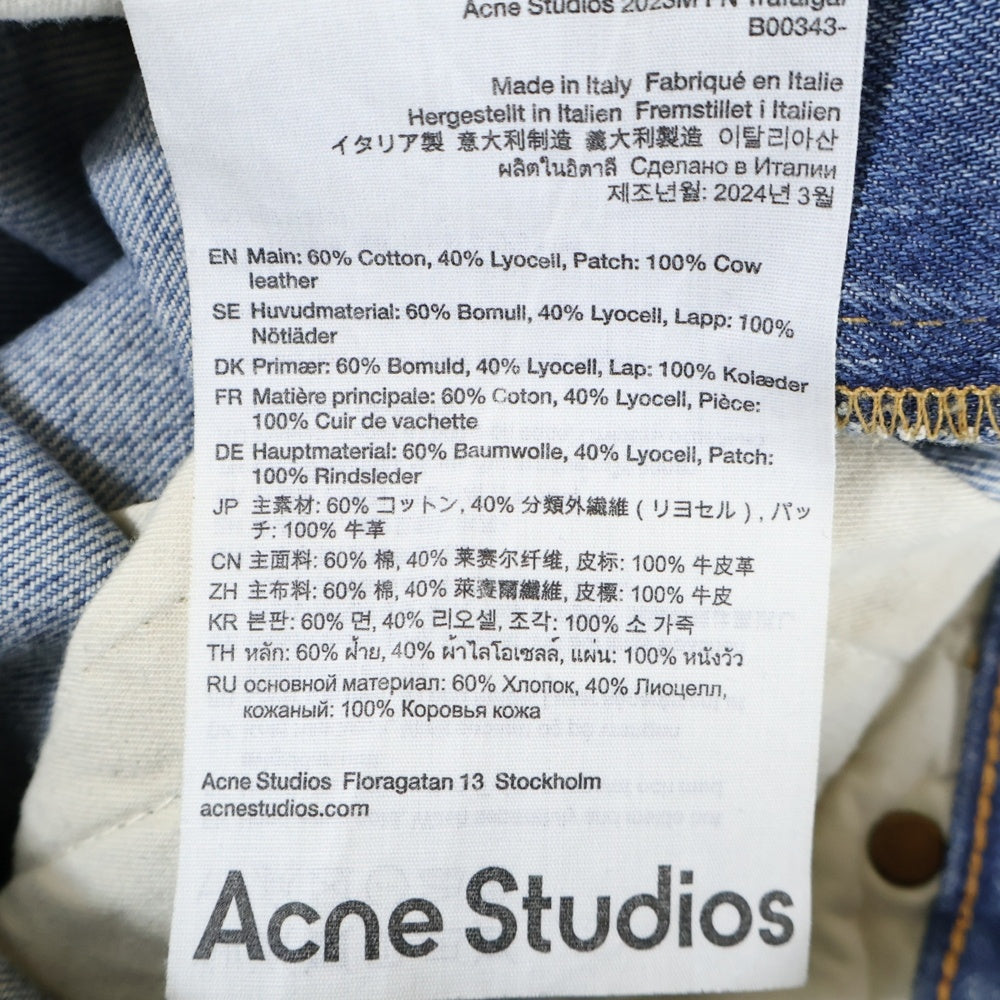 Acne Studios 2023M PN Trafalgar
B00343-
Made in Italy Fabriqué en Italie
Hergestellt in Italien Fremstillet i Italien
イタリア製 意大利制造 義大利製造 이탈리아산
ผลิตในอิตาลี Сделано в Италии
제조년월: 2024년 3월
EN Main: 60% Cotton, 40% Lyocell, Patch: 100% Cow
leather
SE Huvudmaterial: 60% Bomull, 40% Lyocell, Lapp: 100%
Nötläder
DK Primær: 60% Bomuld, 40% Lyocell, Lap: 100% Kolæder
FR Matière principale: 60% Coton, 40% Lyocell, Pièce:
100% Cuir de vachette
DE Hauptmaterial: 60% Baumwolle, 40% Lyocell, Patch:
100% Rindsleder
JP 主素材: 60% コットン, 40% 分類外繊維 ( リヨセル ) , パッ
チ: 100% 牛革
CN 主面料: 60% 棉, 40% 莱赛尔纤维, 皮标: 100% 牛皮革
ZH 主布料: 60% 棉, 40% 萊賽爾纖維, 皮標: 100% 牛皮
KR 본판: 60% 면, 40% 리오셀, 조각: 100% 소 가죽
TH หลัก: 60% ฝ้าย, 40% ผ้าไลโอเซลล์, แผ่น: 100% หนังวัว
RU основной материал: 60% Хлопок, 40% Лиоцелл,
кожаный: 100% Коровья кожа
Acne Studios Floragatan 13 Stockholm
acnestudios.com
Acne Studios